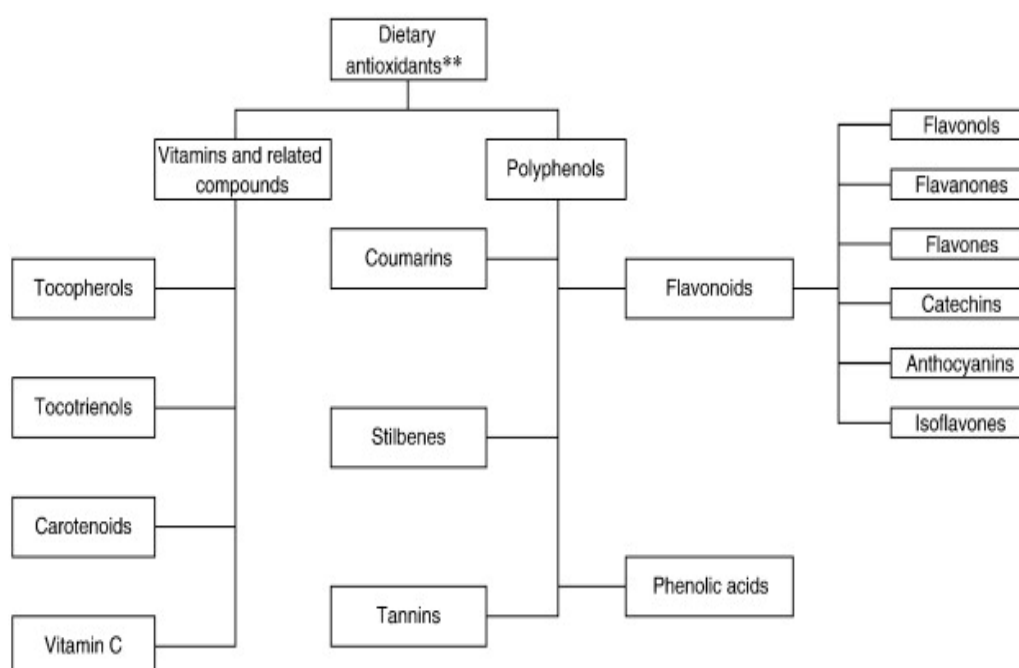 Dietary
antioxidants**
Vitamins and related
compounds
Polyphenols
Tocopherols
Tocotrienols
Carotenoids
Vitamin C
Coumarins
Stilbenes
Tannins
Flavonoids
Phenolic acids
Flavonols
Flavanones
Flavones
Catechins
Anthocyanins
Isoflavones